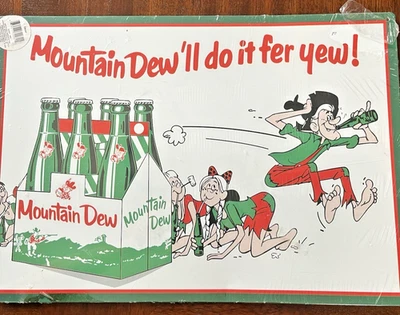 Mountain Dew'll do it fer yew!
Mountain Dew
Mountain
Dew